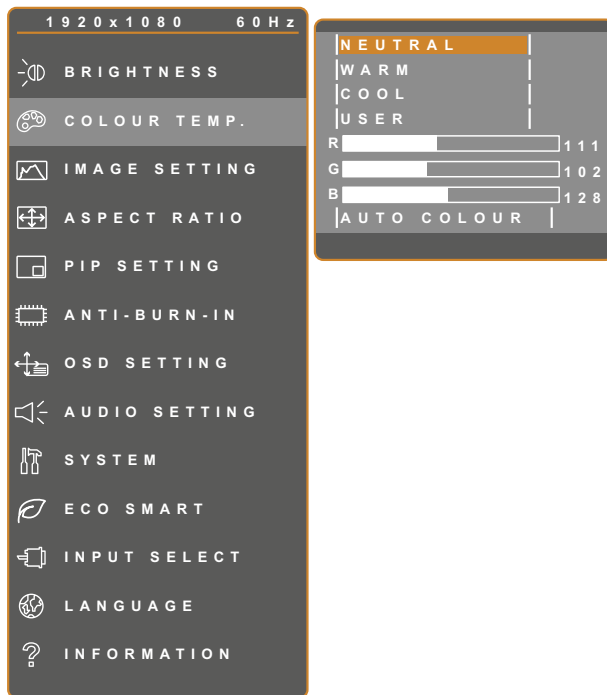 1920x1080 60Hz
BRIGHTNESS
COLOUR TEMP.
IMAGE SETTING
ASPECT RATIO
PIP SETTING
ANTI-BURN-IN
OSD SETTING
AUDIO SETTING
SYSTEM
ECO SMART
INPUT SELECT
LANGUAGE
INFORMATION
NEUTRAL
WARM
COOL
USER
R 111
G 102
B 128
AUTO COLOUR